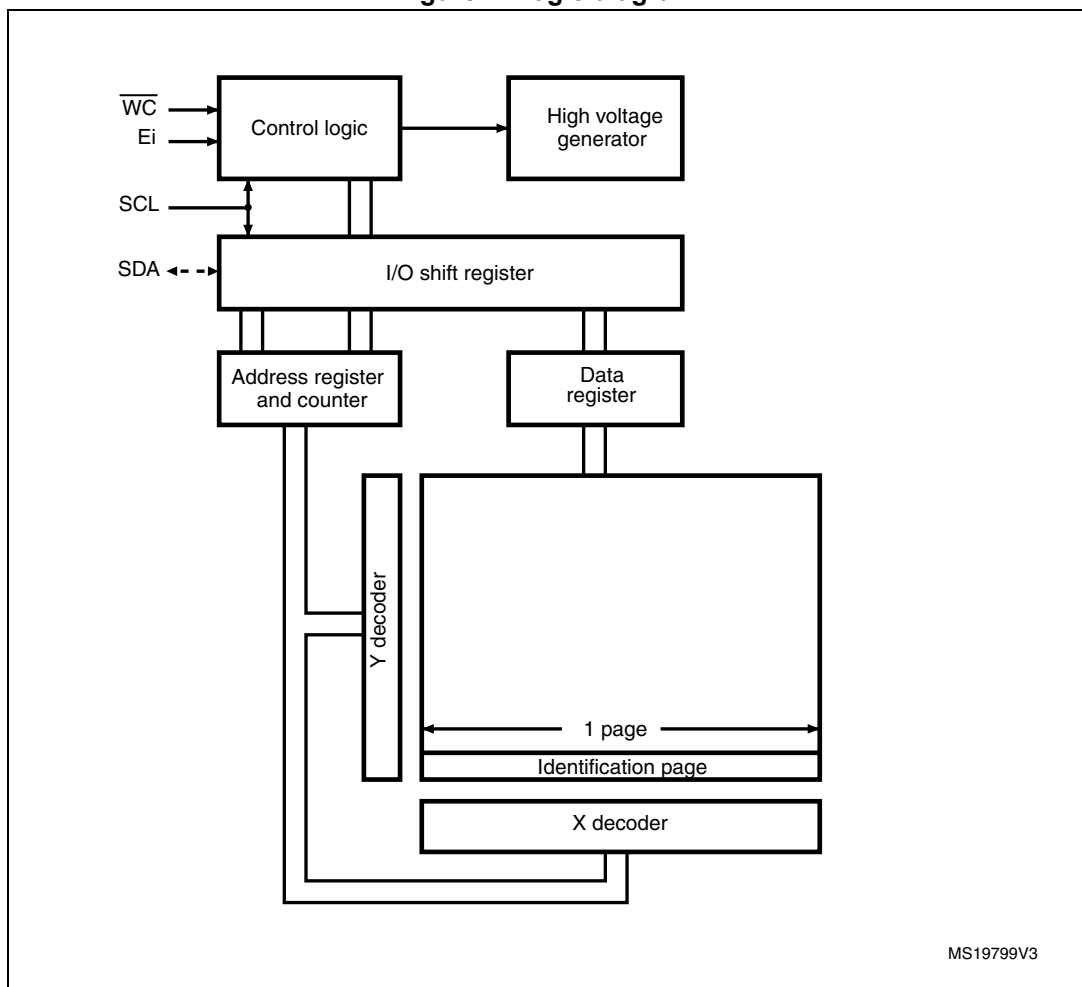 W̅C̅
Ei
Control logic
High voltage
generator
SCL
SDA
I/O shift register
Address register
and counter
Data
register
Y decoder
1 page
Identification page
X decoder
MS19799V3